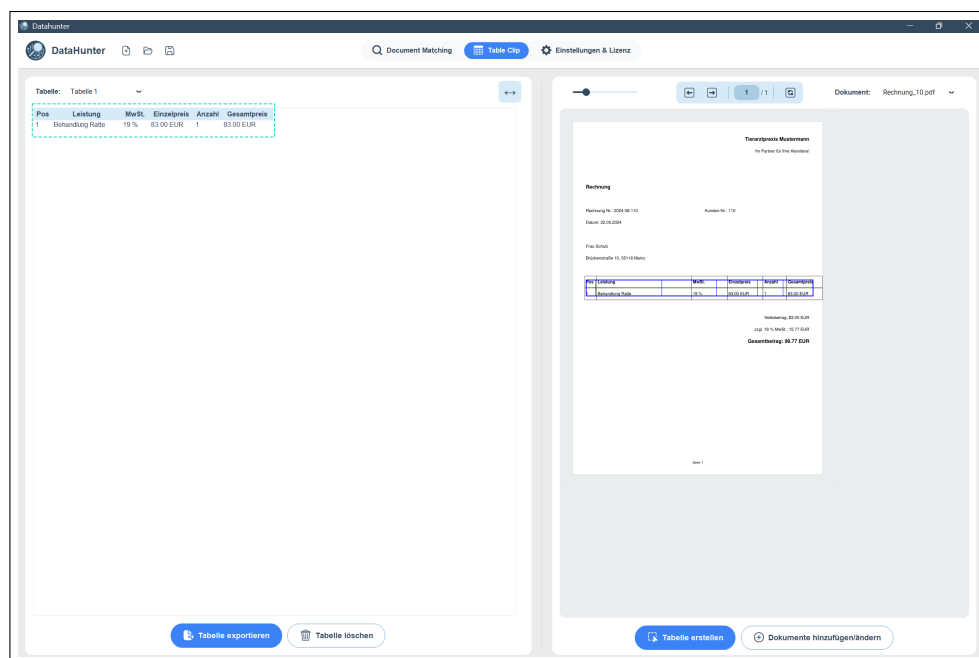 Datahunter
DataHunter
Document Matching
Table Clip
Einstellungen & Lizenz
Tabelle: Tabelle 1
Pos Leistung MwSt. Einzelpreis Anzahl Gesamtpreis
1 Behandlung Ratte 19 % 83.00 EUR 1 83.00 EUR
Tabelle exportieren
Tabelle löschen
1 / 1
Dokument: Rechnung_10.pdf
Tierarztpraxis Mustermann
Ihr Partner für Ihre Kleintiere!
Rechnung
Rechnung Nr.: 2024-09-110 Kunden-Nr.: 110
Datum: 22.05.2024
Frau Schulz
Brückenstraße 10, 55116 Mainz
Pos Leistung MwSt. Einzelpreis Anzahl Gesamtpreis
1 Behandlung Ratte 19 % 83.00 EUR 1 83.00 EUR
Nettobetrag: 83.00 EUR
zzgl. 19 % MwSt.: 15.77 EUR
Gesamtbetrag: 98.77 EUR
Seite 1
Tabelle erstellen
Dokumente hinzufügen/ändern